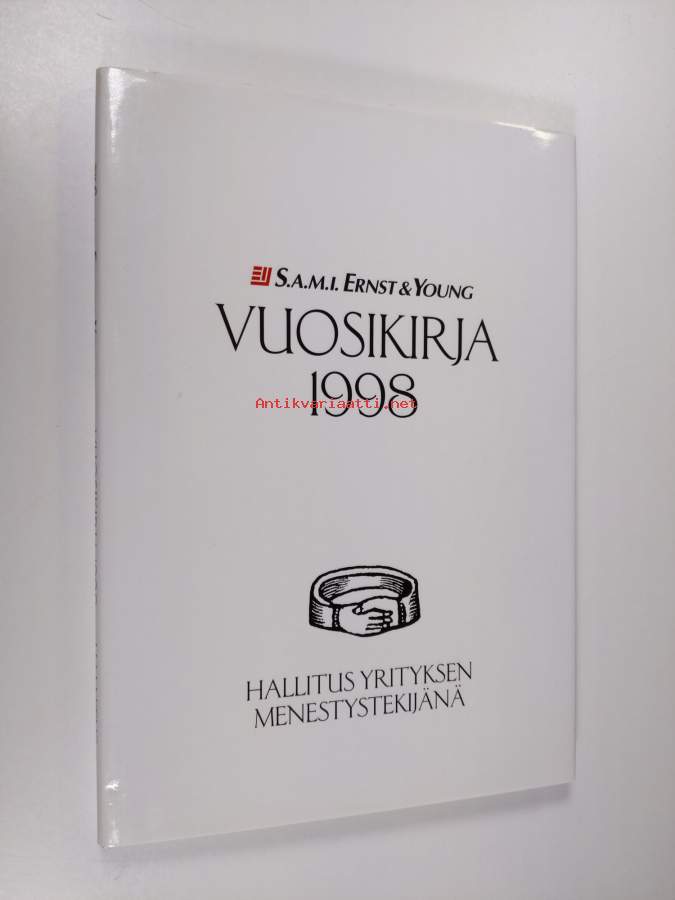 S.A.M.I. ERNST & YOUNG
VUOSIKIRJA
1998
Antikvariaatti.net
HALLITUS YRITYKSEN
MENESTYSTEKIJÄNÄ